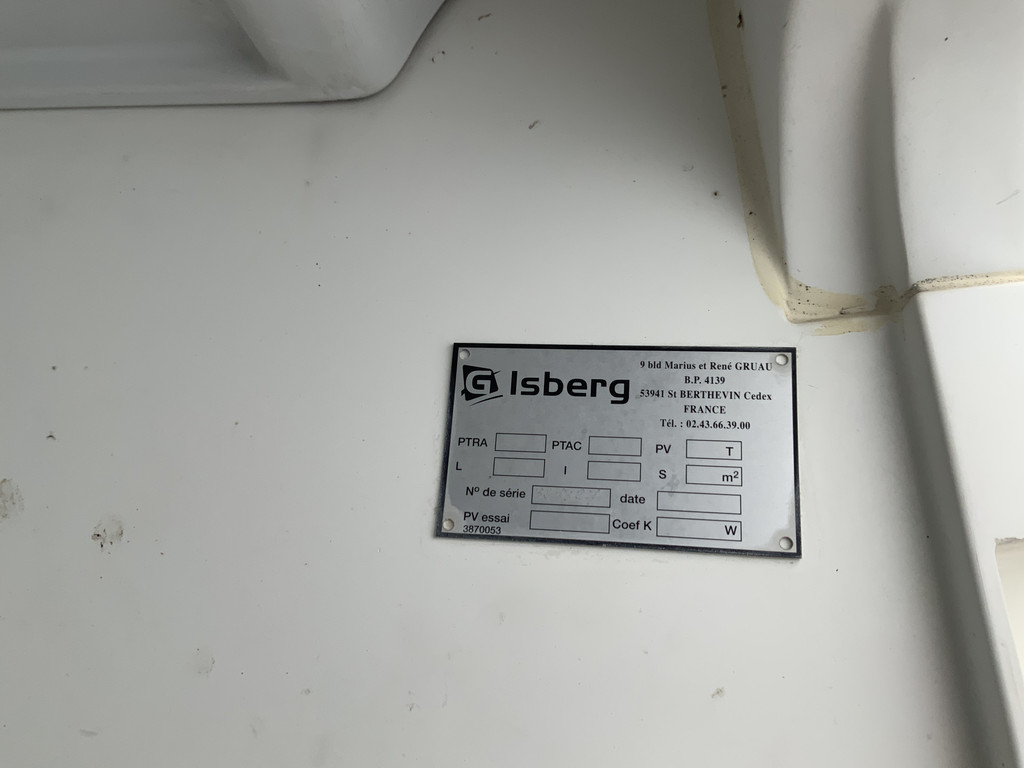 G Isberg
9 bld Marius et René GRUAU
B.P. 4139
53941 St BERTHEVIN Cedex
FRANCE
Tél. : 02.43.66.39.00
PTRA PTAC PV T
L l S m²
Nº de série date
PV essai Coef K W
3870053